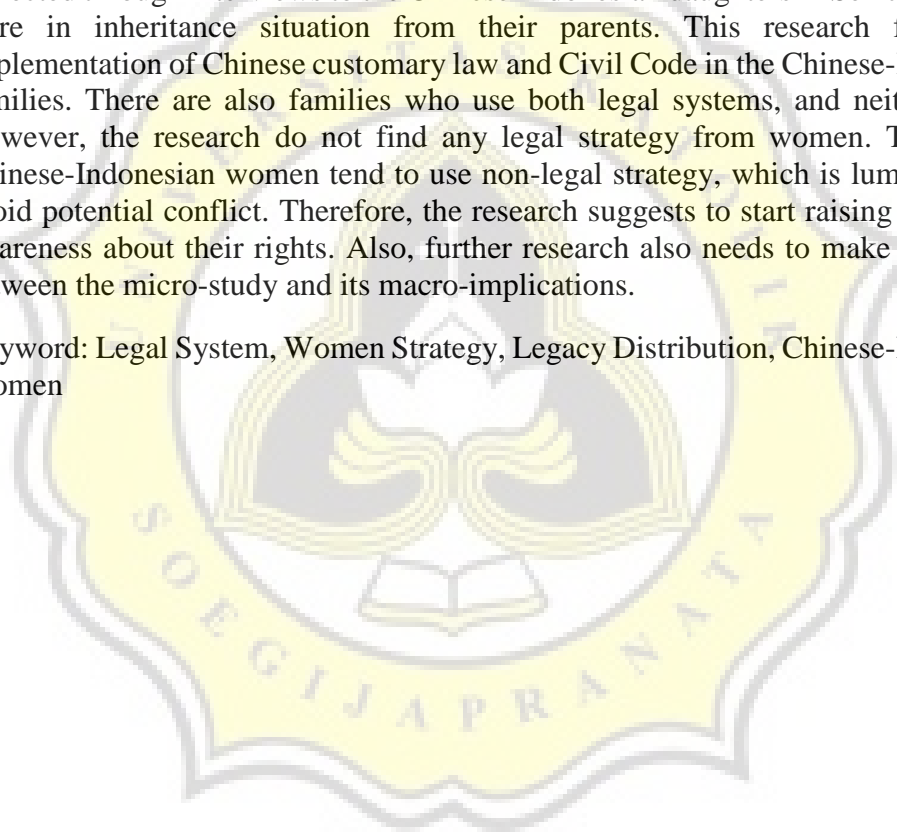 ere in inheritance situation from their parents. This research f
plementation of Chinese customary law and Civil Code in the Chinese-
milies. There are also families who use both legal systems, and neit
wever, the research do not find any legal strategy from women. T
inese-Indonesian women tend to use non-legal strategy, which is lum
oid potential conflict. Therefore, the research suggests to start raising
areness about their rights. Also, further research also needs to make
ween the micro-study and its macro-implications.
yword: Legal System, Women Strategy, Legacy Distribution, Chinese-
omen
SOEGIJAPRANATA